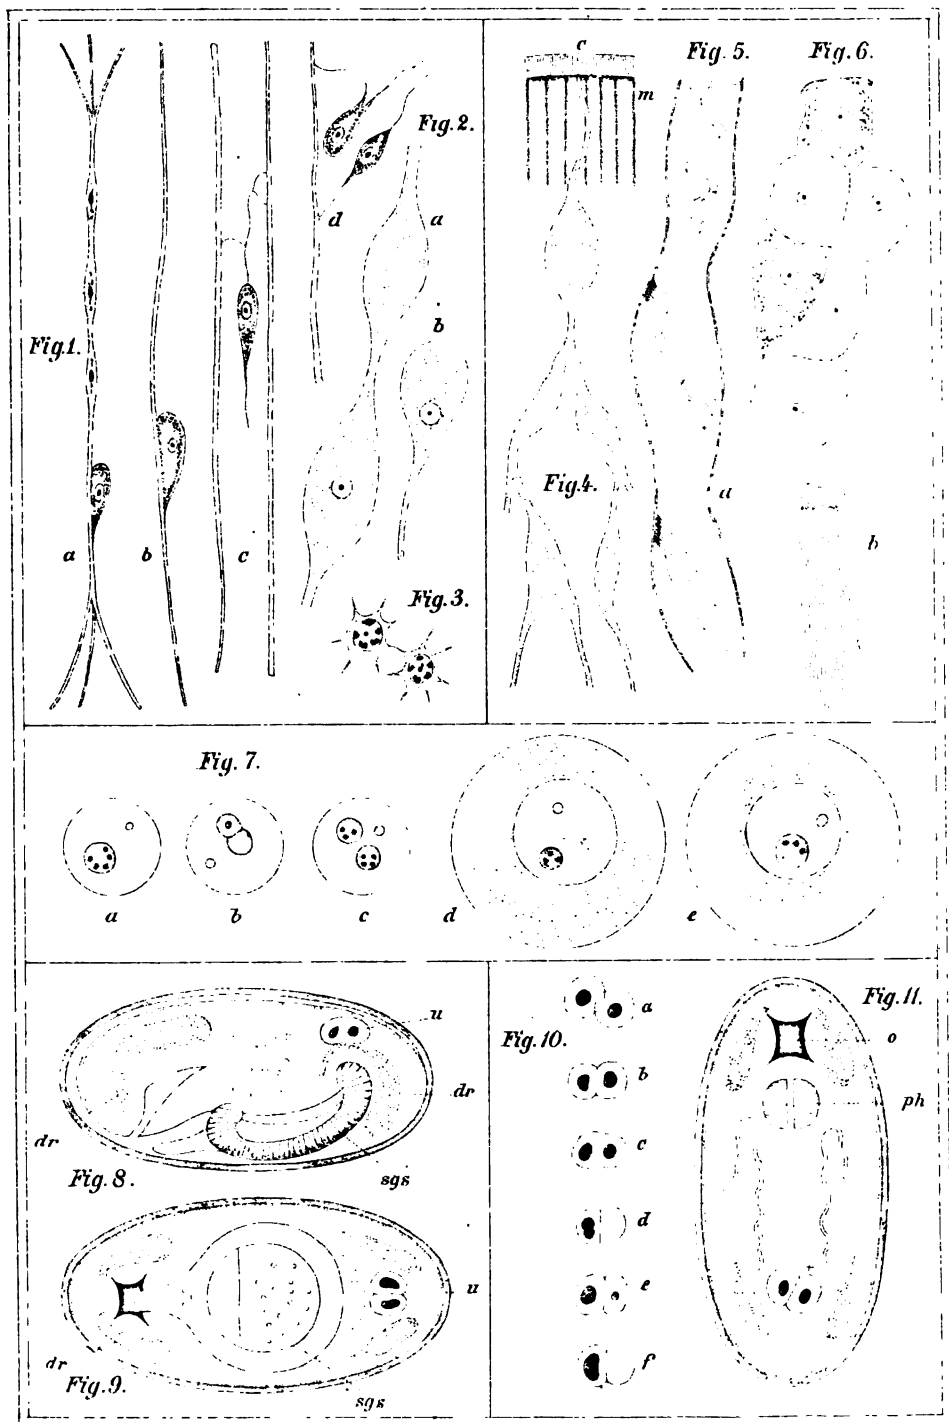 Fig.1.
a
b
c
d
Fig.2.
a
b
Fig.3.
c
m
Fig.4.
Fig.5.
a
Fig.6.
b
Fig.7.
a
b
c
d
e
u
dr
dr
Fig.8.
sgs
u
dr
Fig.9.
sgs
Fig.10.
a
b
c
d
e
f
Fig.11.
o
ph